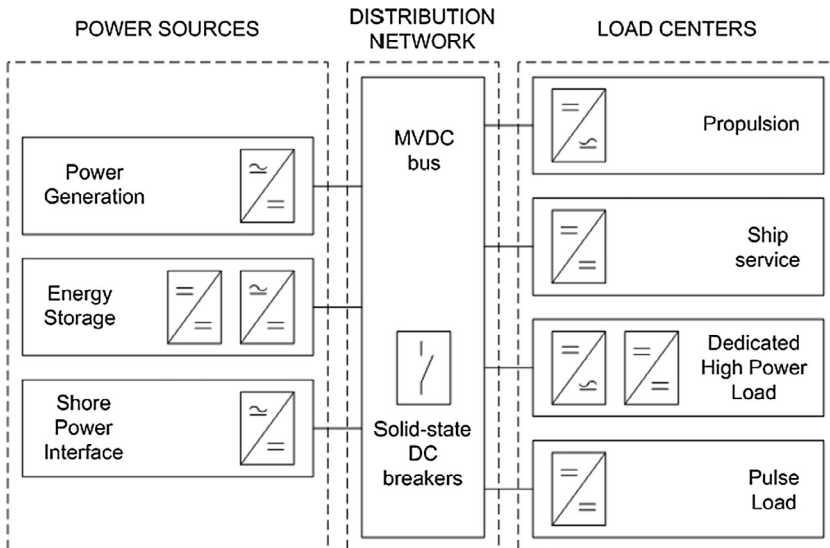 POWER SOURCES
Power
Generation
Energy
Storage
Shore
Power
Interface
DISTRIBUTION
NETWORK
MVDC
bus
Solid-state
DC
breakers
LOAD CENTERS
Propulsion
Ship
service
Dedicated
High Power
Load
Pulse
Load